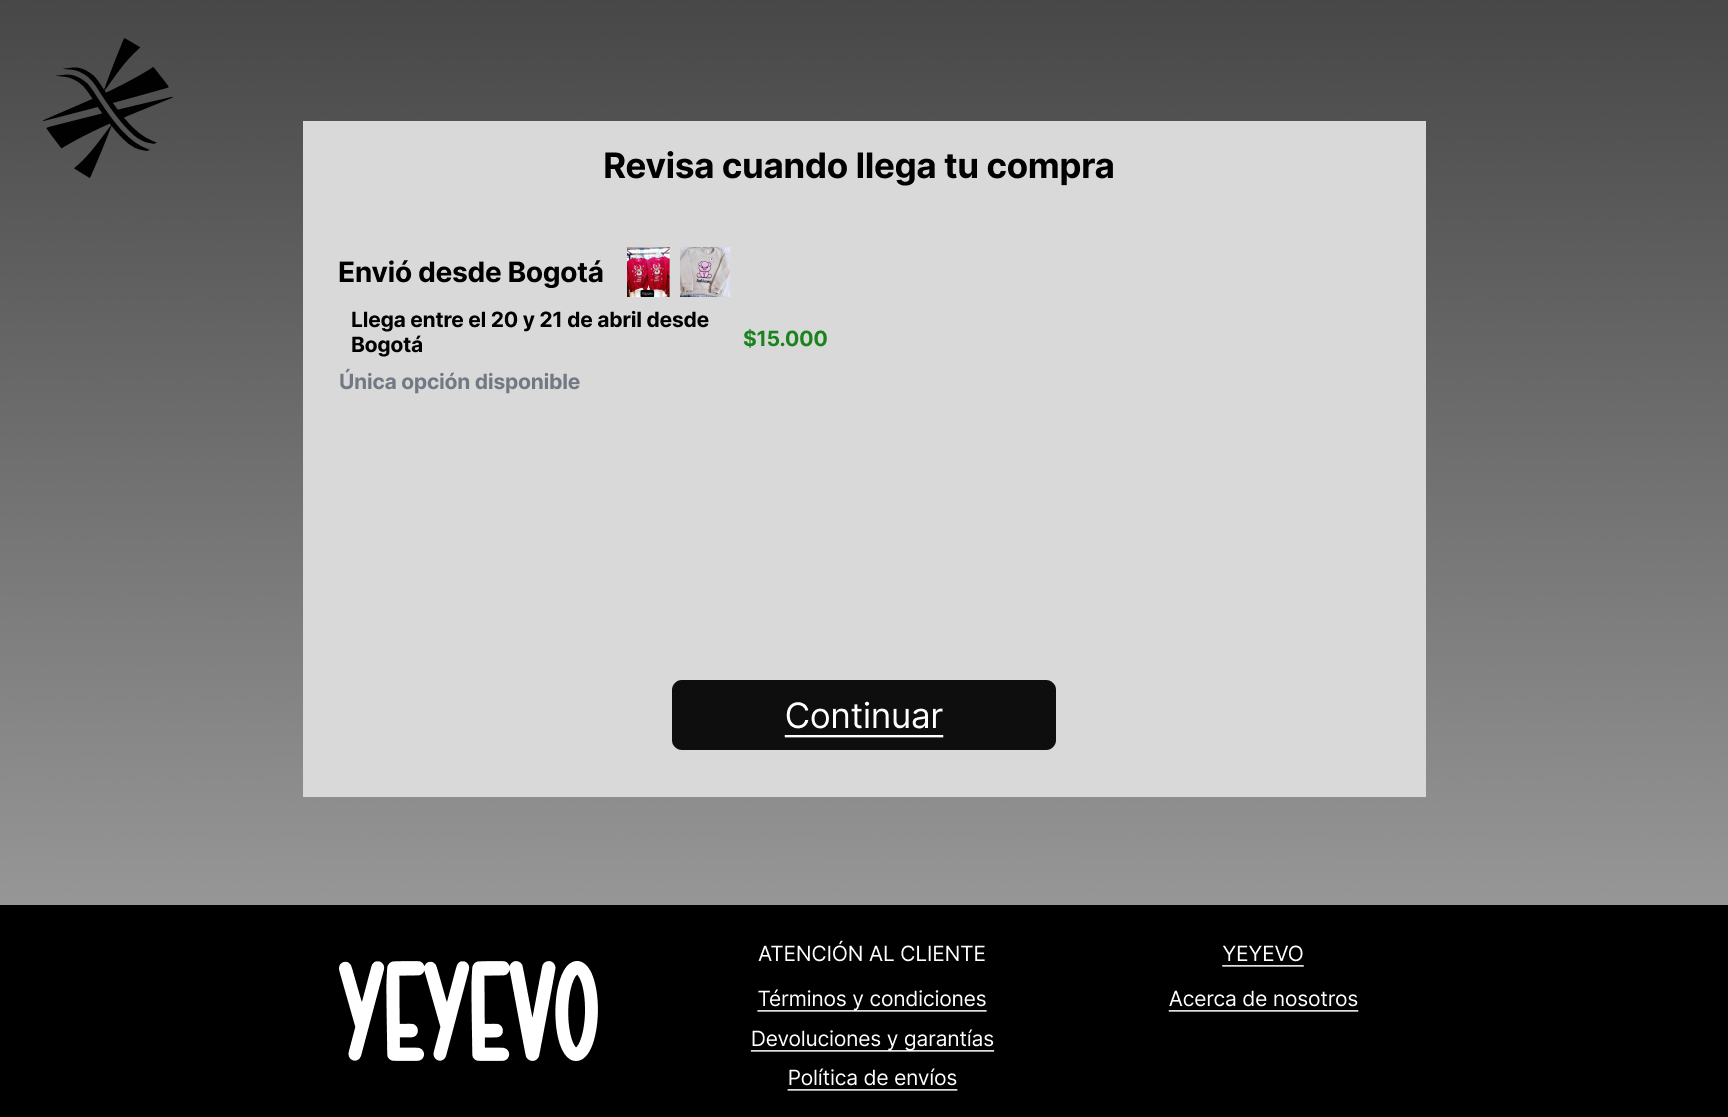 Revisa cuando llega tu compra
Envió desde Bogotá
Llega entre el 20 y 21 de abril desde
Bogotá
$15.000
Única opción disponible
Continuar
YEYEVO
ATENCIÓN AL CLIENTE
Términos y condiciones
Devoluciones y garantías
Política de envíos
YEYEVO
Acerca de nosotros